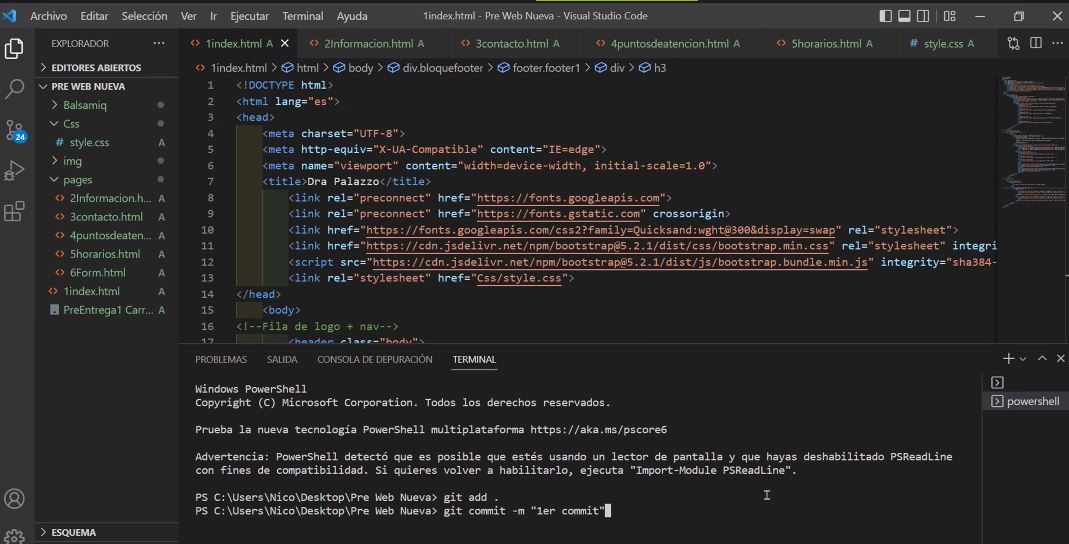 Archivo Editar Selección Ver Ir Ejecutar Terminal Ayuda 1index.html - Pre Web Nueva - Visual Studio Code
EXPLORADOR ···
EDITORES ABIERTOS
PRE WEB NUEVA
Balsamiq
Css
# style.css A
img
pages
2Informacion.h... A
3contacto.html A
4puntosdeaten... A
5horarios.html A
6Form.html A
1index.html A
PreEntrega1 Carr... A
ESQUEMA
24
1index.html A 2Informacion.html A 3contacto.html A 4puntosdeatencion.html A 5horarios.html A # style.css A ···
1index.html > html > body > div.bloquefooter > footer.footer1 > div > h3
1 <!DOCTYPE html>
2 <html lang="es">
3 <head>
4 <meta charset="UTF-8">
5 <meta http-equiv="X-UA-Compatible" content="IE=edge">
6 <meta name="viewport" content="width=device-width, initial-scale=1.0">
7 <title>Dra Palazzo</title>
8 <link rel="preconnect" href="https://fonts.googleapis.com">
9 <link rel="preconnect" href="https://fonts.gstatic.com" crossorigin>
10 <link href="https://fonts.googleapis.com/css2?family=Quicksand:wght@300&display=swap" rel="stylesheet">
11 <link href="https://cdn.jsdelivr.net/npm/bootstrap@5.2.1/dist/css/bootstrap.min.css" rel="stylesheet" integri
12 <script src="https://cdn.jsdelivr.net/npm/bootstrap@5.2.1/dist/js/bootstrap.bundle.min.js" integrity="sha384-
13 <link rel="stylesheet" href="Css/style.css">
14 </head>
15 <body>
16 <!--Fila de logo + nav-->
17 <header class="body">
PROBLEMAS SALIDA CONSOLA DE DEPURACIÓN TERMINAL
powershell
Windows PowerShell
Copyright (C) Microsoft Corporation. Todos los derechos reservados.
Prueba la nueva tecnología PowerShell multiplataforma https://aka.ms/pscore6
Advertencia: PowerShell detectó que es posible que estés usando un lector de pantalla y que hayas deshabilitado PSReadLine
con fines de compatibilidad. Si quieres volver a habilitarlo, ejecuta "Import-Module PSReadLine".
PS C:\Users\Nico\Desktop\Pre Web Nueva> git add .
PS C:\Users\Nico\Desktop\Pre Web Nueva> git commit -m "1er commit"